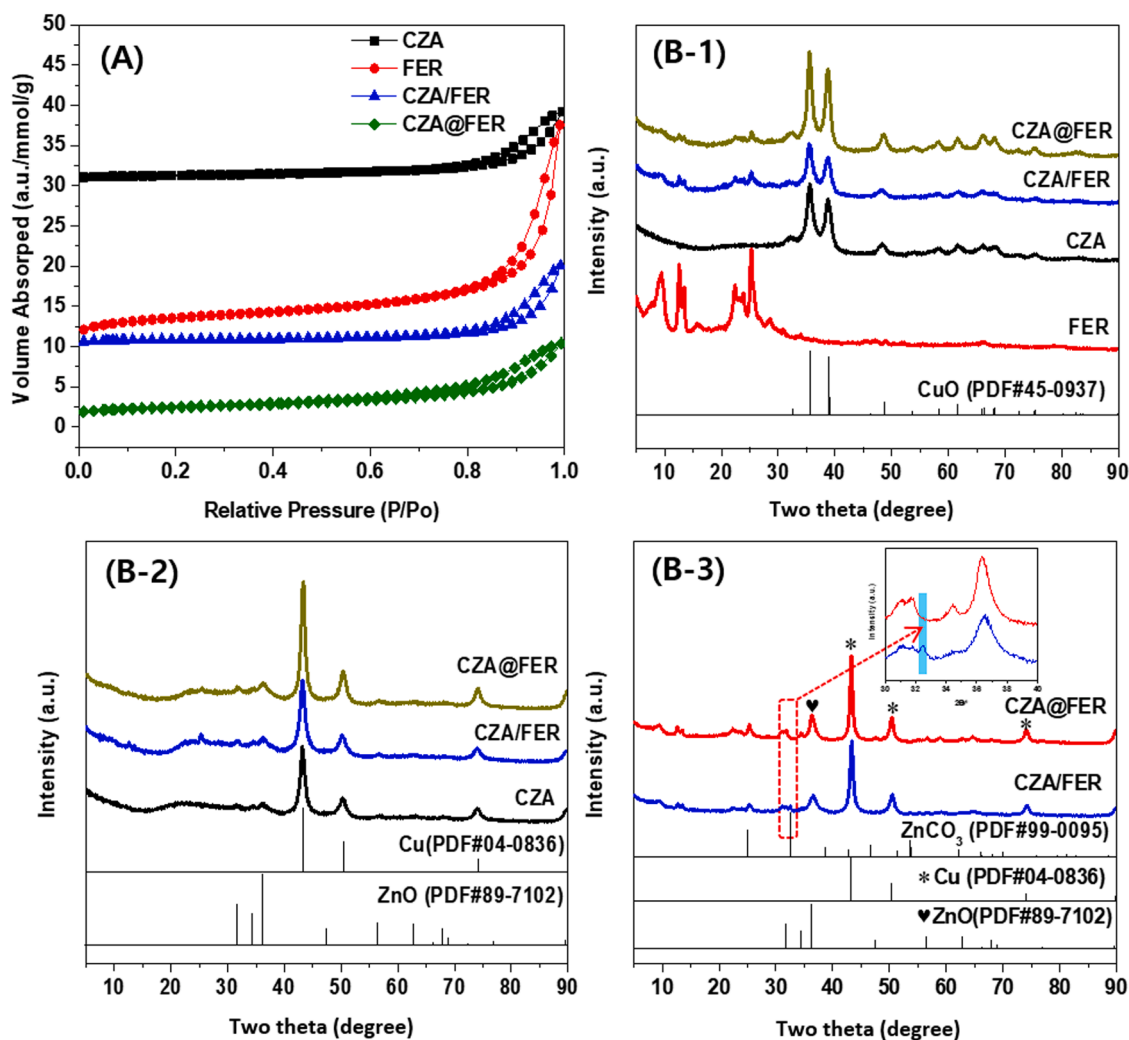 (A)
CZA
FER
CZA/FER
CZA@FER
50
45
40
35
30
25
20
15
10
5
0
0.0 0.2 0.4 0.6 0.8 1.0
Volume Absorped (a.u./mmol/g)
Relative Pressure (P/Po)
(B-1)
CZA@FER
CZA/FER
CZA
FER
CuO (PDF#45-0937)
10 20 30 40 50 60 70 80 90
Intensity (a.u.)
Two theta (degree)
(B-2)
CZA@FER
CZA/FER
CZA
Cu(PDF#04-0836)
ZnO (PDF#89-7102)
10 20 30 40 50 60 70 80 90
Intensity (a.u.)
Two theta (degree)
(B-3)
Intensity (a.u.)
30 32 34 36 38 40
*
♥
*
CZA@FER
*
CZA/FER
ZnCO3 (PDF#99-0095)
*Cu (PDF#04-0836)
♥ZnO(PDF#89-7102)
10 20 30 40 50 60 70 80 90
Intensity (a.u.)
Two theta (degree)